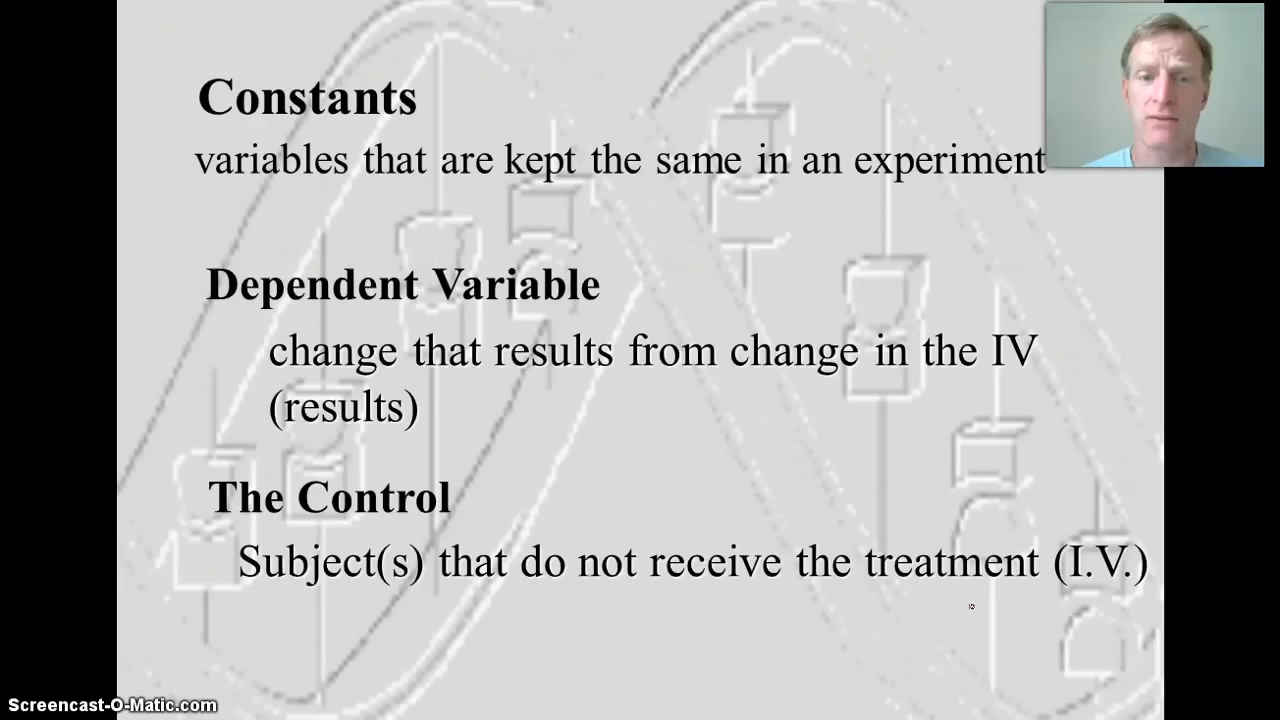 Constants
variables that are kept the same in an experiment
Dependent Variable
change that results from change in the IV
(results)
The Control
Subject(s) that do not receive the treatment (I.V.)
Screencast-O-Matic.com